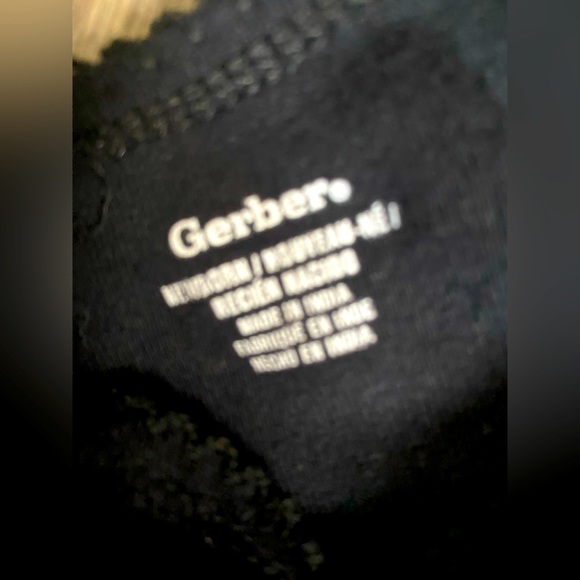 Gerber®
NEWBORN / NOUVEAU-NÉ /
RECIÉN NACIDO
MADE IN INDIA
FABRIQUÉ EN INDE
HECHO EN INDIA